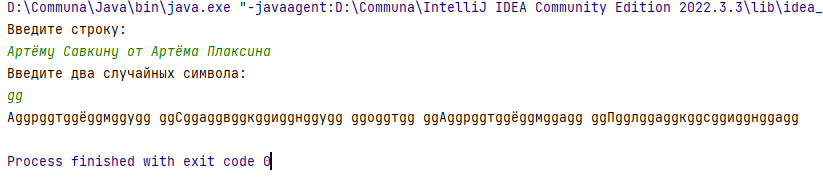 D:\Communa\Java\bin\java.exe "-javaagent:D:\Communa\IntelliJ IDEA Community Edition 2022.3.3\lib\idea_
Введите строку:
Артёму Савкину от Артёма Плаксина
Введите два случайных символа:
gg
Аggрggтggёggмggуgg ggСggаggвggкggиggнggуgg ggоggтgg ggАggрggтggёggмggаgg ggПggлggаggкggсggиggнggаgg
Process finished with exit code 0